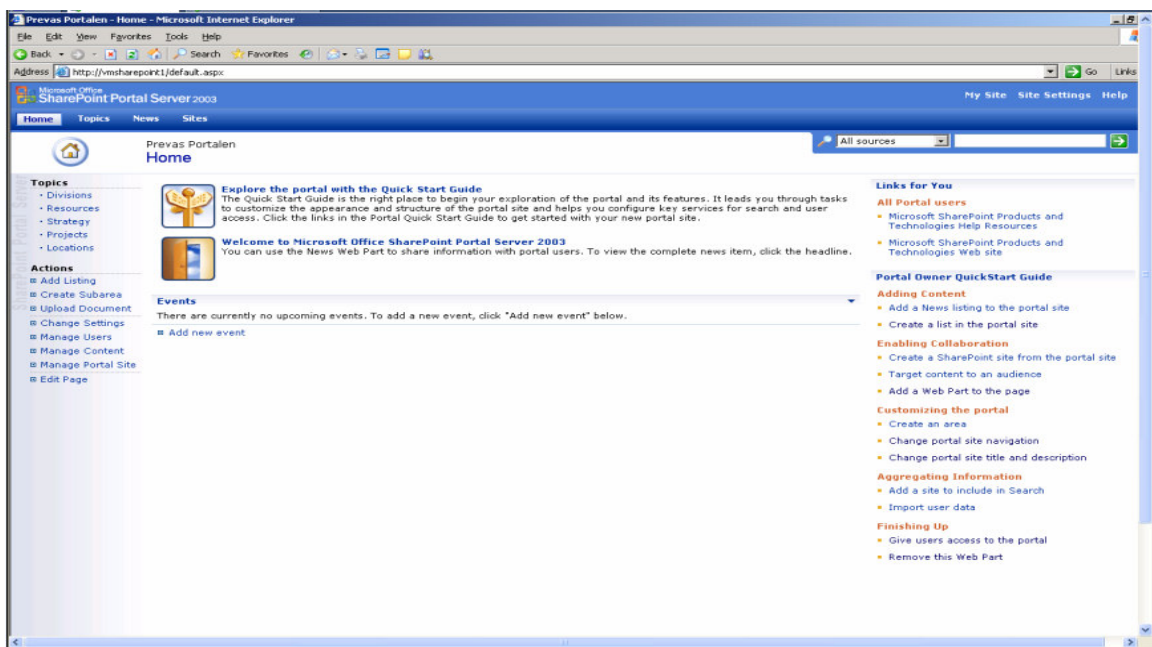 Prevas Portalen - Home - Microsoft Internet Explorer
File Edit View Favorites Tools Help
Back Search Favorites
Address http://vmsharepoint1/default.aspx Go Links
Microsoft Office
SharePoint Portal Server 2003
My Site Site Settings Help
Home Topics News Sites
Prevas Portalen
Home
All sources
Topics
Divisions
Resources
Strategy
Projects
Locations
Actions
Add Listing
Create Subarea
Upload Document
Change Settings
Manage Users
Manage Content
Manage Portal Site
Edit Page
SharePoint Portal Server
Explore the portal with the Quick Start Guide
The Quick Start Guide is the right place to begin your exploration of the portal and its features. It leads you through tasks
to customize the appearance and structure of the portal site and helps you configure key services for search and user
access. Click the links in the Portal Quick Start Guide to get started with your new portal site.
Welcome to Microsoft Office SharePoint Portal Server 2003
You can use the News Web Part to share information with portal users. To view the complete news item, click the headline.
Events
There are currently no upcoming events. To add a new event, click "Add new event" below.
Add new event
Links for You
All Portal users
Microsoft SharePoint Products and
Technologies Help Resources
Microsoft SharePoint Products and
Technologies Web site
Portal Owner QuickStart Guide
Adding Content
Add a News listing to the portal site
Create a list in the portal site
Enabling Collaboration
Create a SharePoint site from the portal site
Target content to an audience
Add a Web Part to the page
Customizing the portal
Create an area
Change portal site navigation
Change portal site title and description
Aggregating Information
Add a site to include in Search
Import user data
Finishing Up
Give users access to the portal
Remove this Web Part